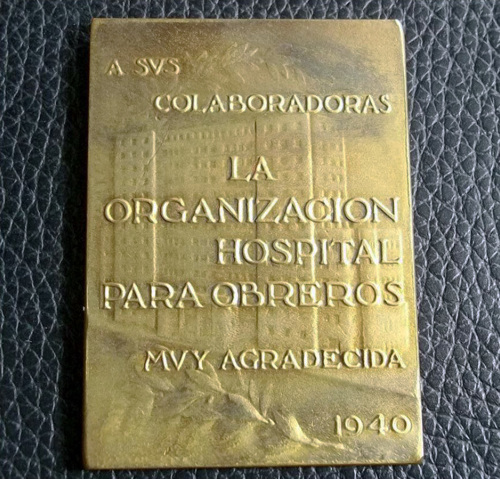 A SVS
COLABORADORAS
LA
ORGANIZACION
HOSPITAL
PARA OBREROS
MVY AGRADECIDA
1940